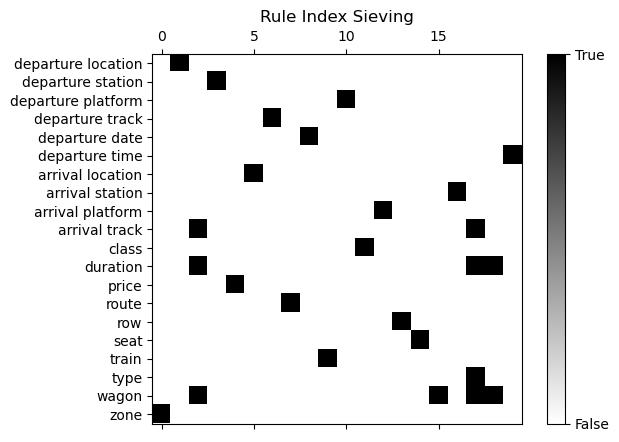 Rule Index Sieving
0 5 10 15
departure location
departure station
departure platform
departure track
departure date
departure time
arrival location
arrival station
arrival platform
arrival track
class
duration
price
route
row
seat
train
type
wagon
zone
True
False